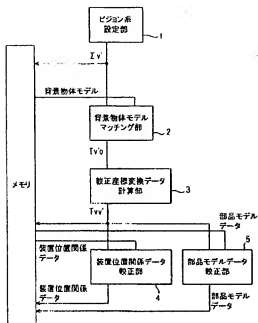 ビジョン系
設定部
1
Σv'
背景物体モデル
背景物体モデル
マッチング部
2
Tv'o
メモリ
較正座標変換データ
計算部
3
Tvv'
部品モデル
データ
5
装置位置関係
データ
装置位置関係データ
較正部
4
部品モデルデータ
較正部
装置位置関係
データ
部品モデル
データ